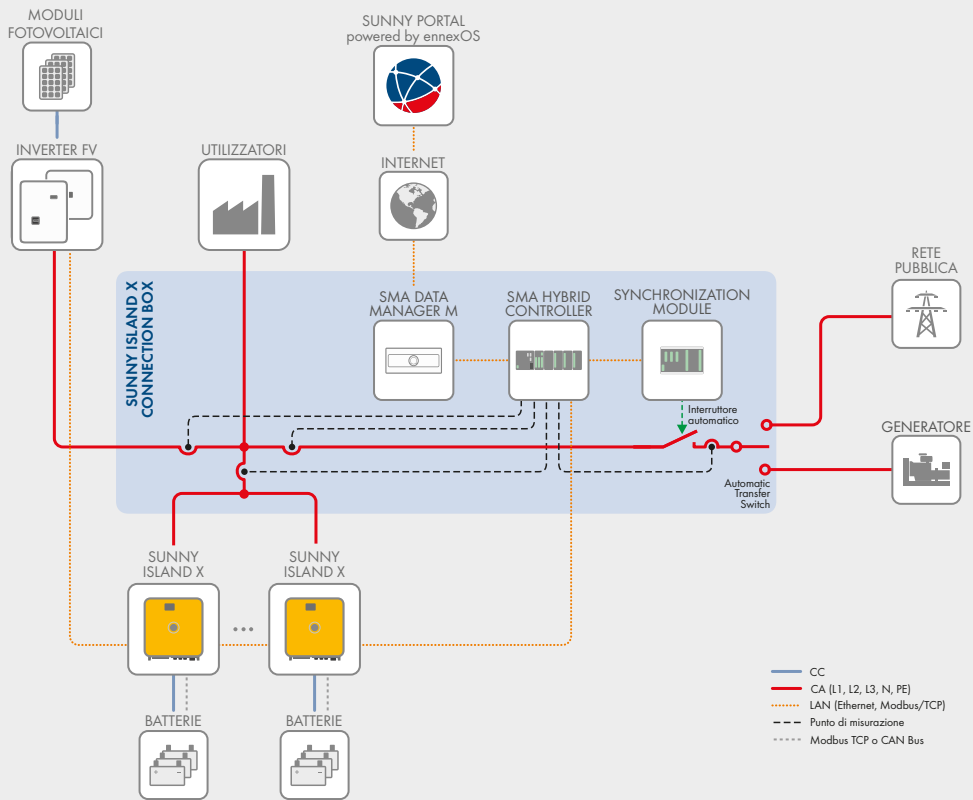 MODULI
FOTOVOLTAICI
SUNNY PORTAL
powered by ennexOS
INVERTER FV
UTILIZZATORI
INTERNET
RETE
PUBBLICA
SUNNY ISLAND X
CONNECTION BOX
SMA DATA
MANAGER M
SMA HYBRID
CONTROLLER
SYNCHRONIZATION
MODULE
Interruttore
automatico
GENERATORE
Automatic
Transfer
Switch
SUNNY
ISLAND X
SUNNY
ISLAND X
...
BATTERIE
BATTERIE
CC
CA (L1, L2, L3, N, PE)
LAN (Ethernet, Modbus/TCP)
Punto di misurazione
Modbus TCP o CAN Bus